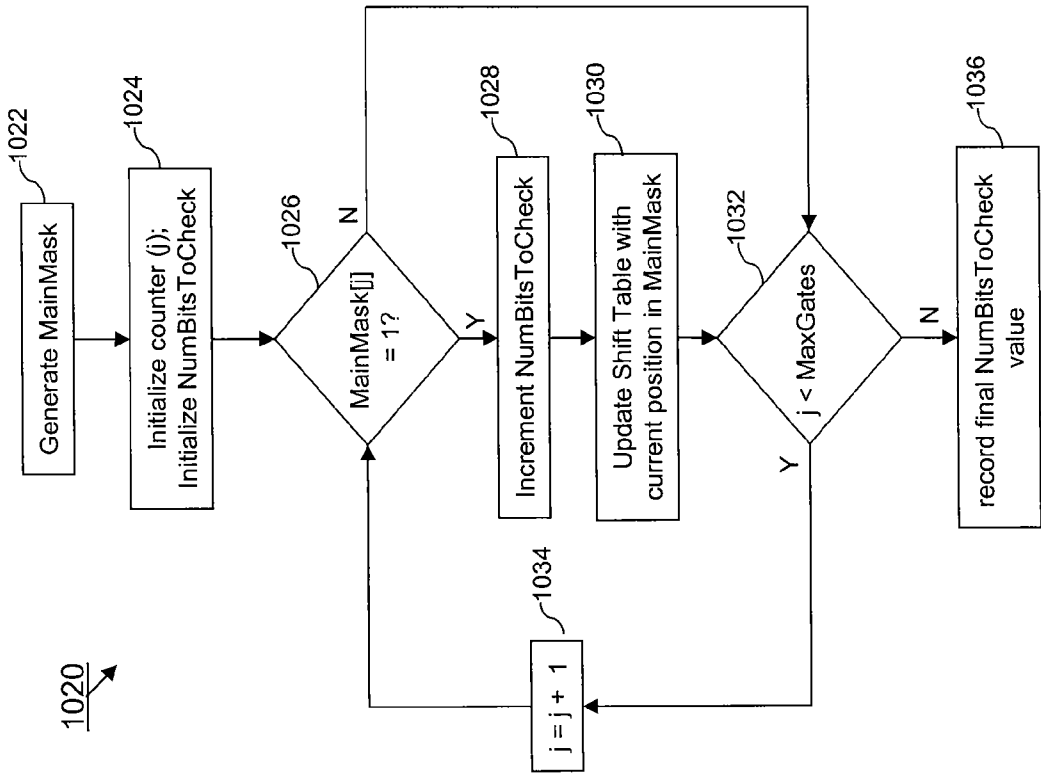 1020
1022
Generate MainMask
1024
Initialize counter (j);
Initialize NumBitsToCheck
1026
MainMask[j]
= 1?
N
Y
1028
Increment NumBitsToCheck
1030
Update Shift Table with
current position in MainMask
1032
j < MaxGates
Y
N
1034
j = j + 1
1036
record final NumBitsToCheck
value